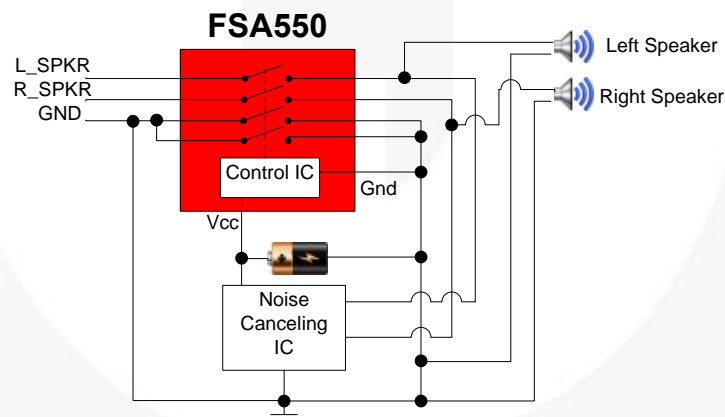 FSA550
L_SPKR
R_SPKR
GND
Left Speaker
Right Speaker
Control IC
Gnd
Vcc
Noise
Canceling
IC